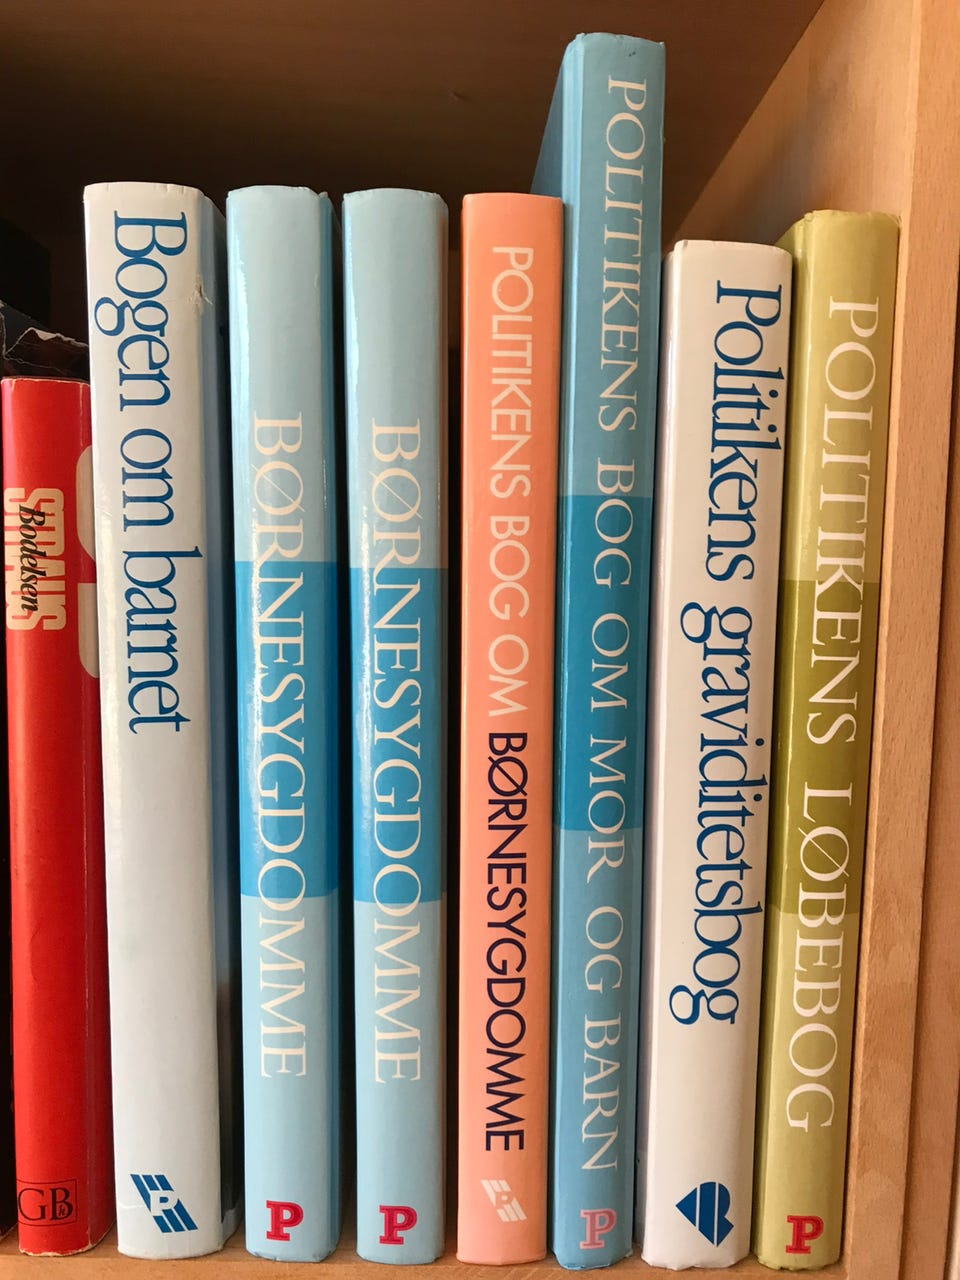 STRANGS
Bodelsen
GB
Bogen om barnet
P
BØRNESYGDOMME
P
BØRNESYGDOMME
P
POLITIKENS BOG OM BØRNESYGDOMME
P
POLITIKENS BOG OM MOR OG BARN
P
Politikens graviditetsbog
POLITIKENS LØBEBOG
P